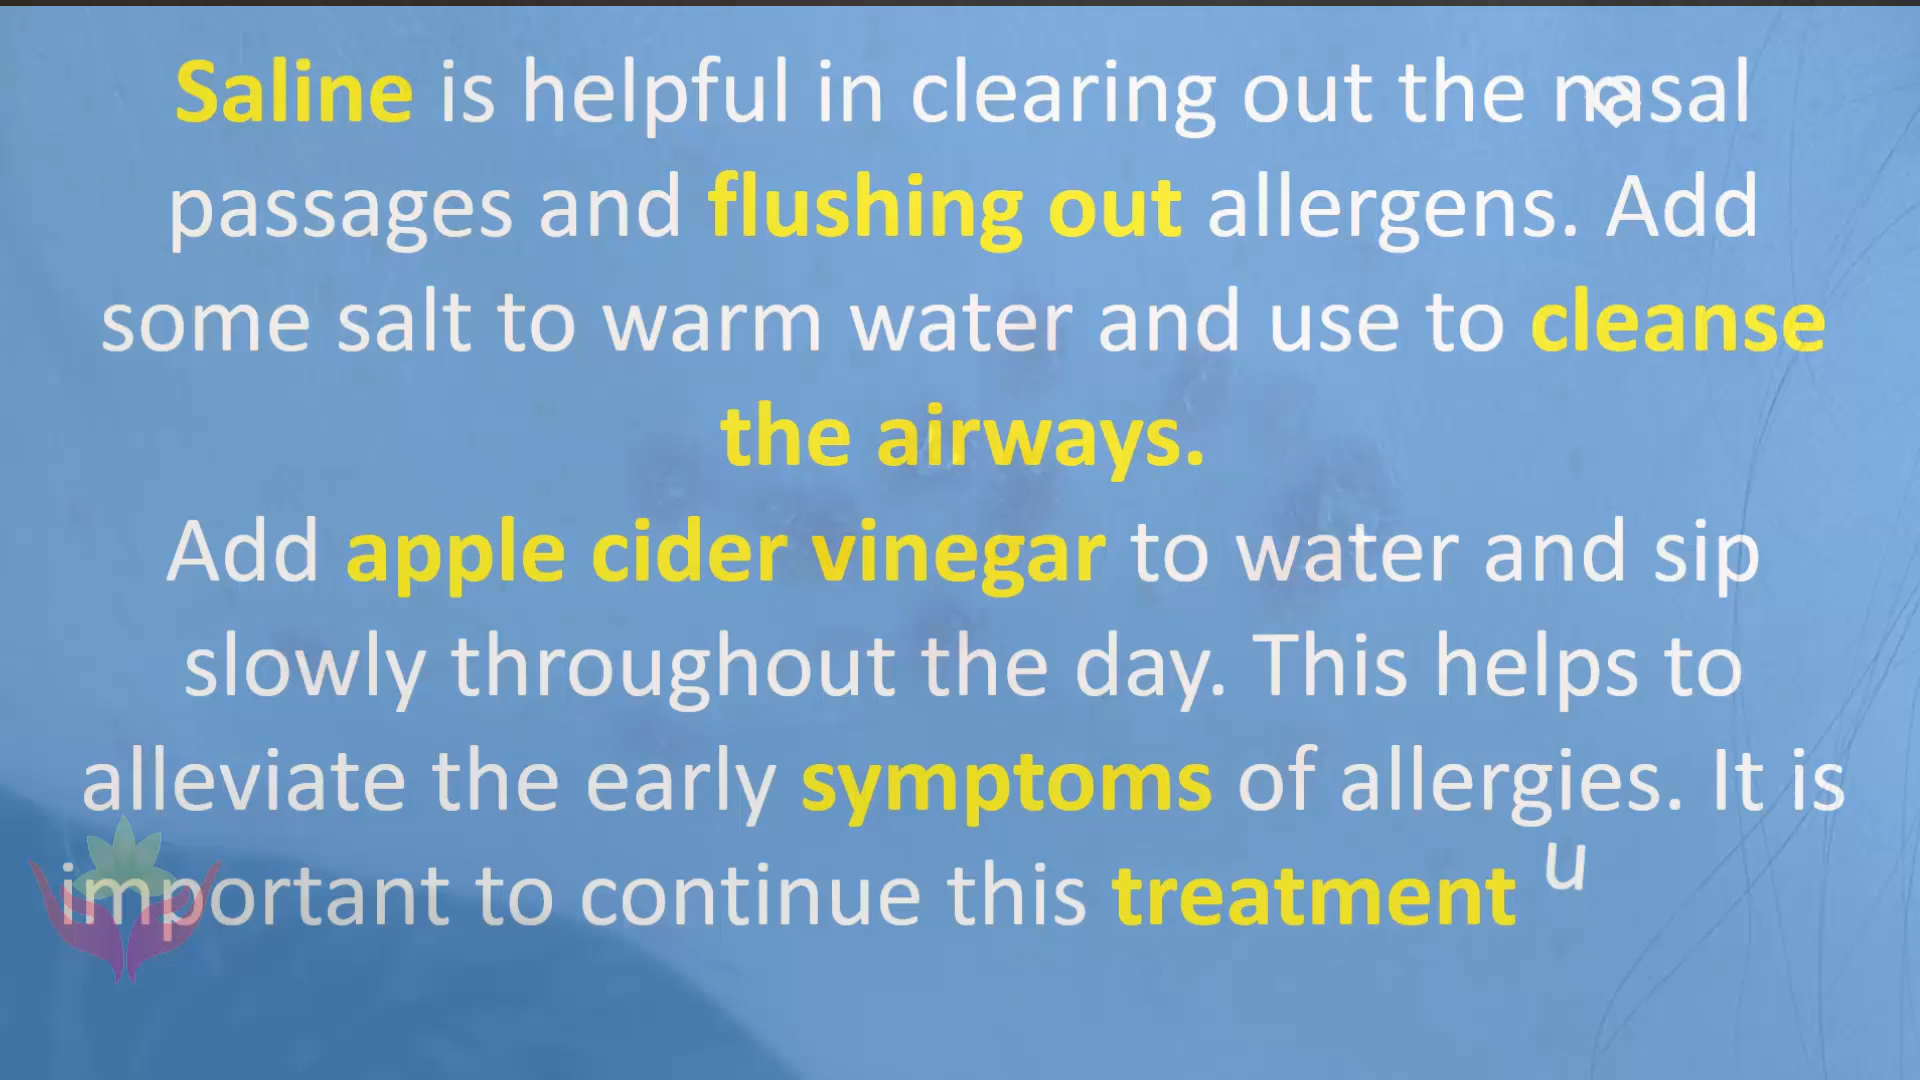 Saline is helpful in clearing out the nasal
passages and flushing out allergens. Add
some salt to warm water and use to cleanse
the airways.
Add apple cider vinegar to water and sip
slowly throughout the day. This helps to
alleviate the early symptoms of allergies. It is
important to continue this treatment u